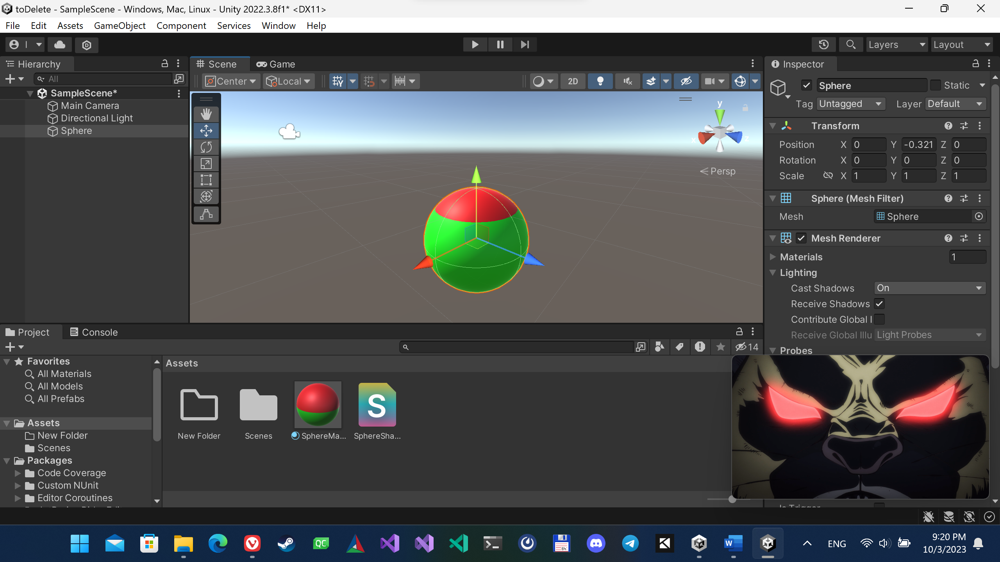 toDelete - SampleScene - Windows, Mac, Linux - Unity 2022.3.8f1* <DX11>
File Edit Assets GameObject Component Services Window Help
I
Layers Layout
Hierarchy
All
SampleScene*
Main Camera
Directional Light
Sphere
Scene Game
Center Local
2D
y
x
z
Persp
Inspector
Sphere Static
Tag Untagged Layer Default
Transform
Position X 0 Y -0.321 Z 0
Rotation X 0 Y 0 Z 0
Scale X 1 Y 1 Z 1
Sphere (Mesh Filter)
Mesh Sphere
Mesh Renderer
Materials 1
Lighting
Cast Shadows On
Receive Shadows
Contribute Global I
Receive Global Illu Light Probes
Probes
Project Console
14
Favorites
All Materials
All Models
All Prefabs
Assets
New Folder
Scenes
Packages
Code Coverage
Custom NUnit
Editor Coroutines
Assets
New Folder Scenes SphereMa... SphereSha...
S
Is Trigger
QC
64
W
ENG
9:20 PM
10/3/2023